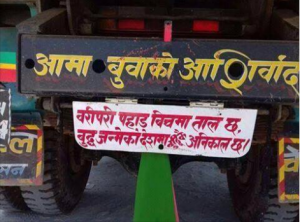 आमा बुवाको आशिर्वाद
वरीपरी पहाड विचमा ताल छ,
बुद्ध जन्मेको देशमा अनिकाल छ।